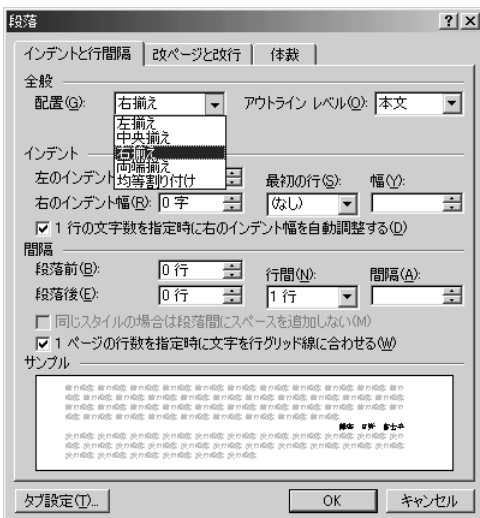 段落
インデントと行間隔 改ページと改行 体裁
全般
配置(G): 右揃え アウトライン レベル(O): 本文
左揃え
中央揃え
右揃え
両端揃え
均等割り付け
インデント
左のインデント 最初の行(S): 幅(Y):
右のインデント幅(R): 0 字 (なし)
1 行の文字数を指定時に右のインデント幅を自動調整する(D)
間隔
段落前(B): 0 行 行間(N): 間隔(A):
段落後(E): 0 行 1 行
同じスタイルの場合は段落間にスペースを追加しない(M)
1 ページの行数を指定時に文字を行グリッド線に合わせる(W)
サンプル
タブ設定(T)... OK キャンセル